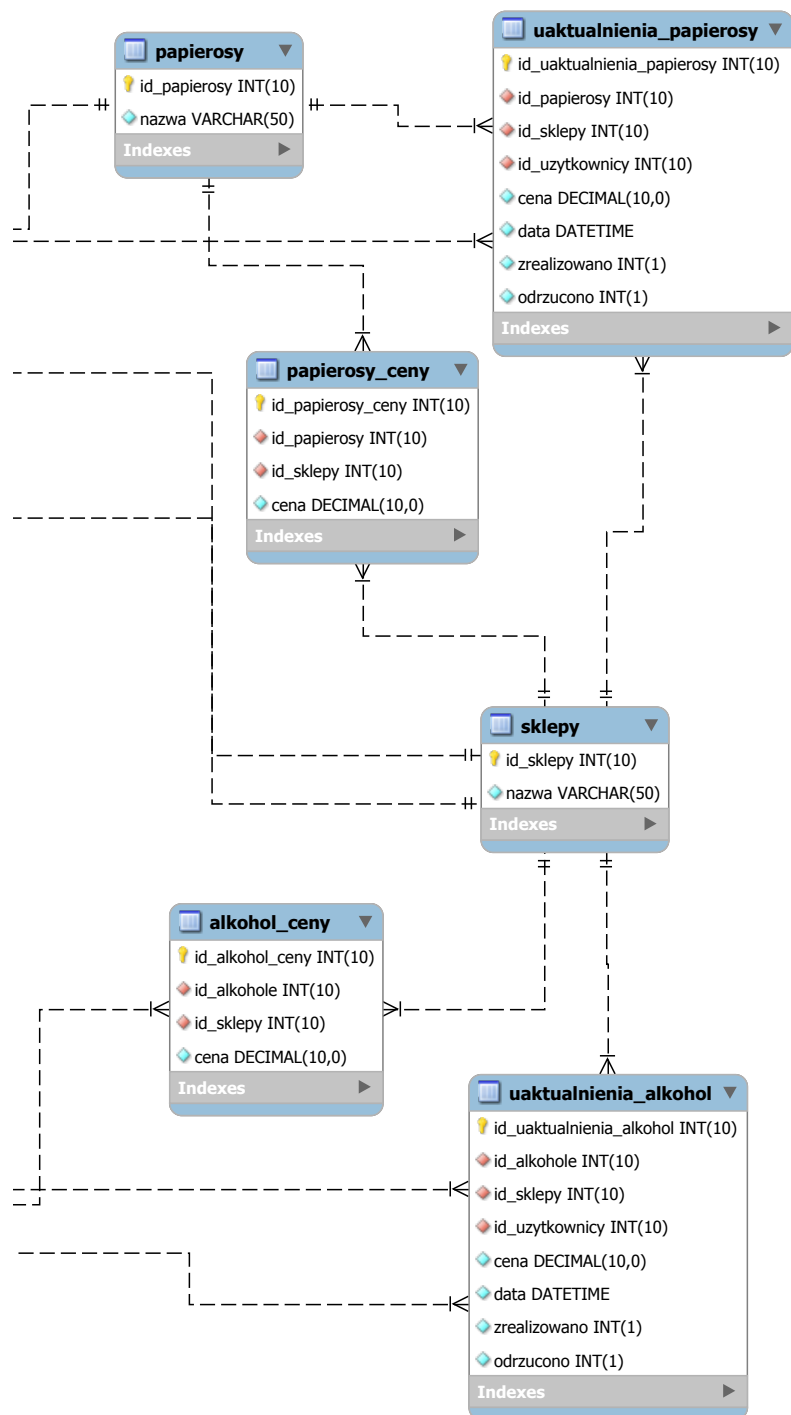 papierosy
id_papierosy INT(10)
nazwa VARCHAR(50)
Indexes
uaktualnienia_papierosy
id_uaktualnienia_papierosy INT(10)
id_papierosy INT(10)
id_sklepy INT(10)
id_uzytkownicy INT(10)
cena DECIMAL(10,0)
data DATETIME
zrealizowano INT(1)
odrzucono INT(1)
Indexes
papierosy_ceny
id_papierosy_ceny INT(10)
id_papierosy INT(10)
id_sklepy INT(10)
cena DECIMAL(10,0)
Indexes
sklepy
id_sklepy INT(10)
nazwa VARCHAR(50)
Indexes
alkohol_ceny
id_alkohol_ceny INT(10)
id_alkohole INT(10)
id_sklepy INT(10)
cena DECIMAL(10,0)
Indexes
uaktualnienia_alkohol
id_uaktualnienia_alkohol INT(10)
id_alkohole INT(10)
id_sklepy INT(10)
id_uzytkownicy INT(10)
cena DECIMAL(10,0)
data DATETIME
zrealizowano INT(1)
odrzucono INT(1)
Indexes